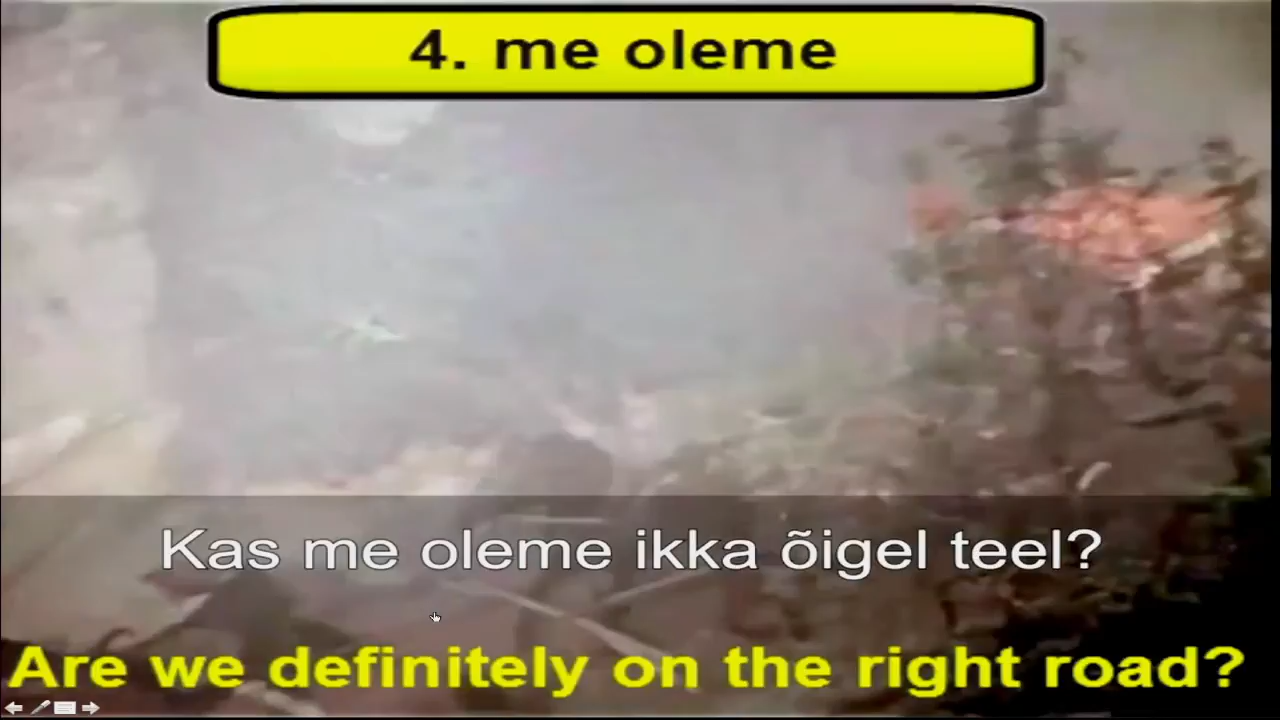 4. me oleme
Kas me oleme ikka õigel teel?
Are we definitely on the right road?